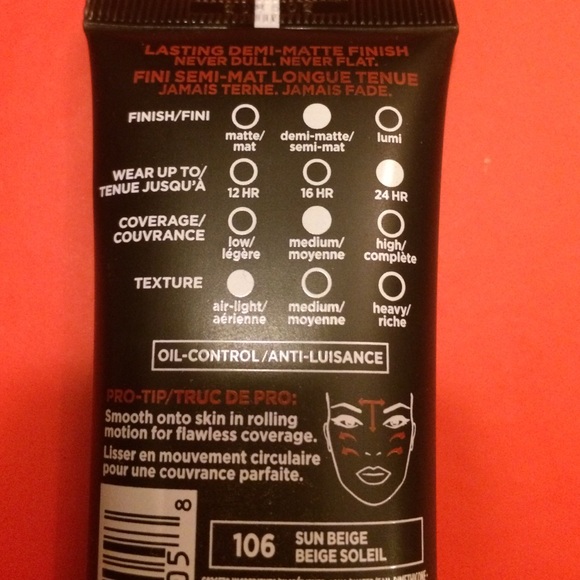 LASTING DEMI-MATTE FINISH
NEVER DULL. NEVER FLAT.
FINI SEMI-MAT LONGUE TENUE
JAMAIS TERNE. JAMAIS FADE.
FINISH/FINI
matte/ demi-matte/ lumi
mat semi-mat
WEAR UP TO/
TENUE JUSQU'À
12 HR 16 HR 24 HR
COVERAGE/
COUVRANCE
low/ medium/ high/
légère moyenne complète
TEXTURE
air-light/ medium/ heavy/
aérienne moyenne riche
OIL-CONTROL/ANTI-LUISANCE
PRO-TIP/TRUC DE PRO:
Smooth onto skin in rolling
motion for flawless coverage.
Lisser en mouvement circulaire
pour une couvrance parfaite.
05 8
106 SUN BEIGE
BEIGE SOLEIL